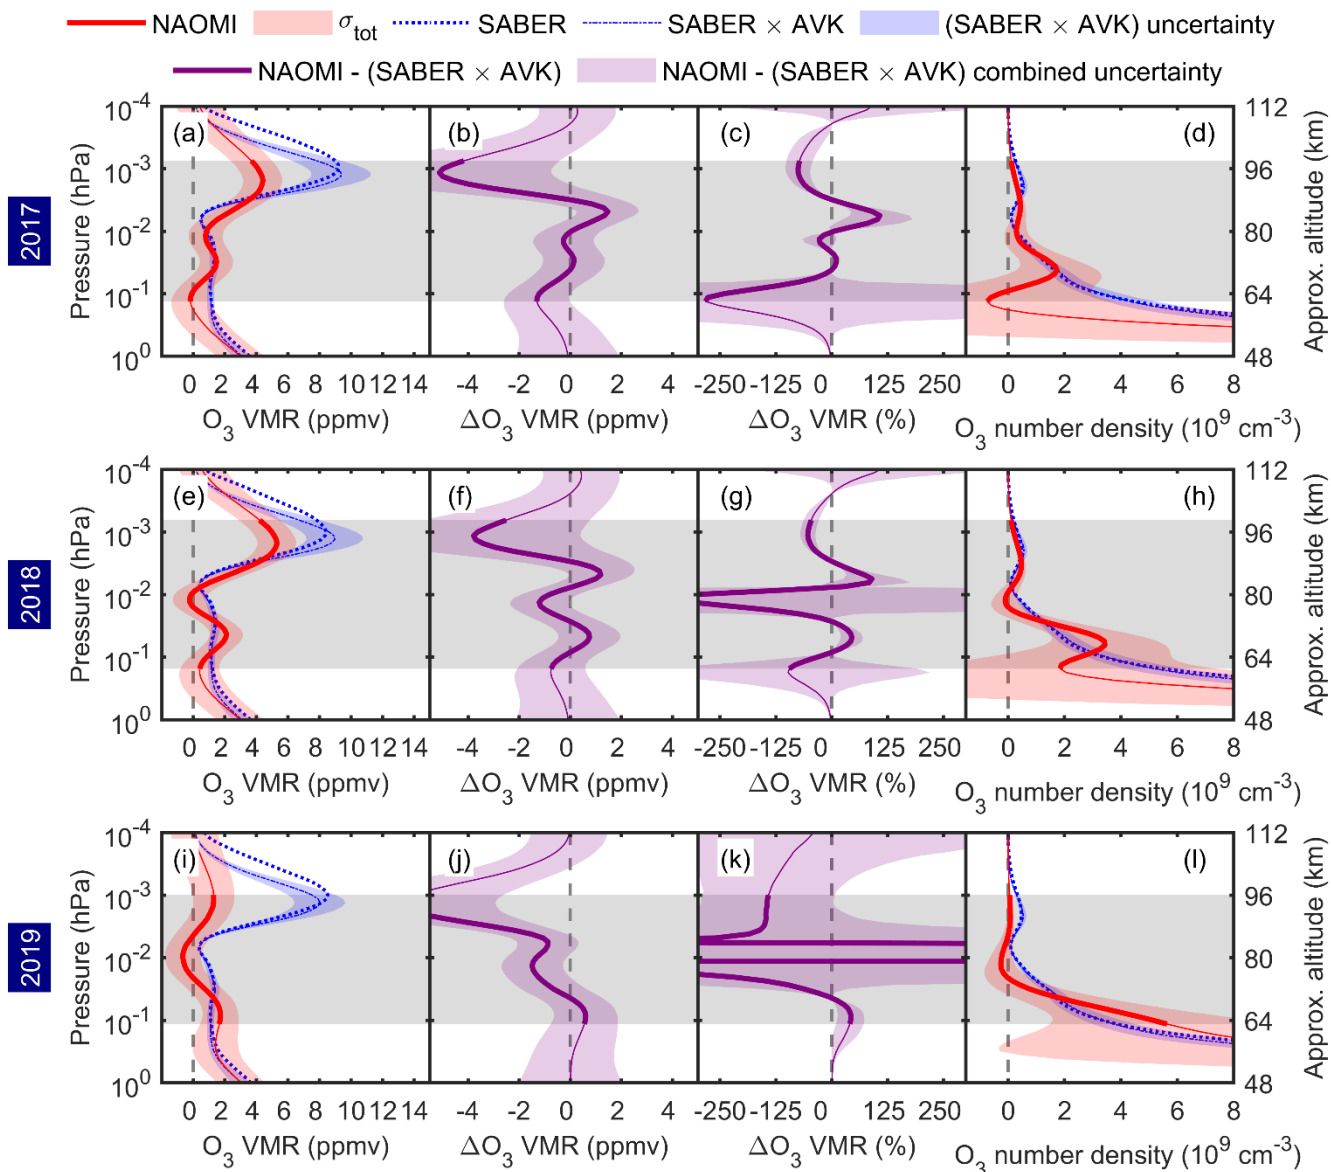 NAOMI σtot SABER SABER × AVK (SABER × AVK) uncertainty
NAOMI - (SABER × AVK) NAOMI - (SABER × AVK) combined uncertainty
2017
Pressure (hPa)
10-4
10-3
10-2
10-1
100
(a) (b) (c) (d)
112
96
80
64
48
Approx. altitude (km)
0 2 4 6 8 10 12 14 -4 -2 0 2 4 -250 -125 0 125 250 0 2 4 6 8
O3 VMR (ppmv) ΔO3 VMR (ppmv) ΔO3 VMR (%) O3 number density (10^9 cm-3)
2018
Pressure (hPa)
10-4
10-3
10-2
10-1
100
(e) (f) (g) (h)
112
96
80
64
48
Approx. altitude (km)
0 2 4 6 8 10 12 14 -4 -2 0 2 4 -250 -125 0 125 250 0 2 4 6 8
O3 VMR (ppmv) ΔO3 VMR (ppmv) ΔO3 VMR (%) O3 number density (10^9 cm-3)
2019
Pressure (hPa)
10-4
10-3
10-2
10-1
100
(i) (j) (k) (l)
112
96
80
64
48
Approx. altitude (km)
0 2 4 6 8 10 12 14 -4 -2 0 2 4 -250 -125 0 125 250 0 2 4 6 8
O3 VMR (ppmv) ΔO3 VMR (ppmv) ΔO3 VMR (%) O3 number density (10^9 cm-3)